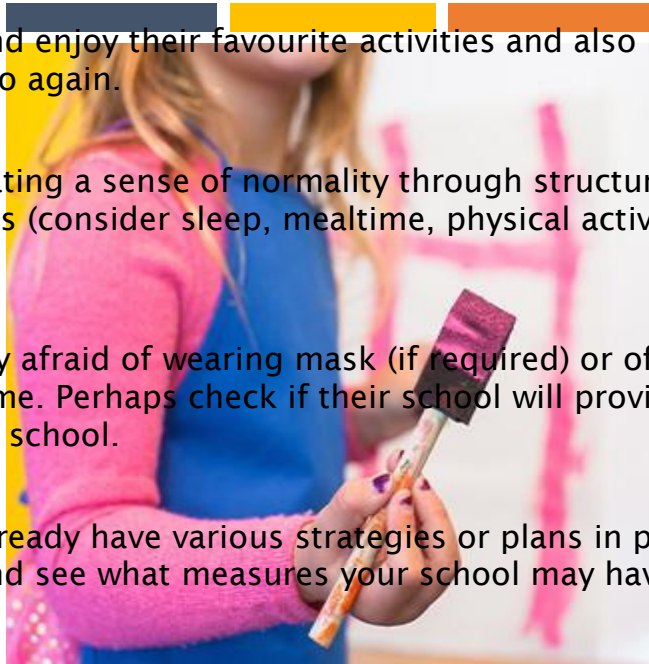 nd enjoy their favourite activities and also
o again.
ating a sense of normality through structur
s (consider sleep, mealtime, physical activ
y afraid of wearing mask (if required) or of
me. Perhaps check if their school will provi
school.
ready have various strategies or plans in p
nd see what measures your school may hav